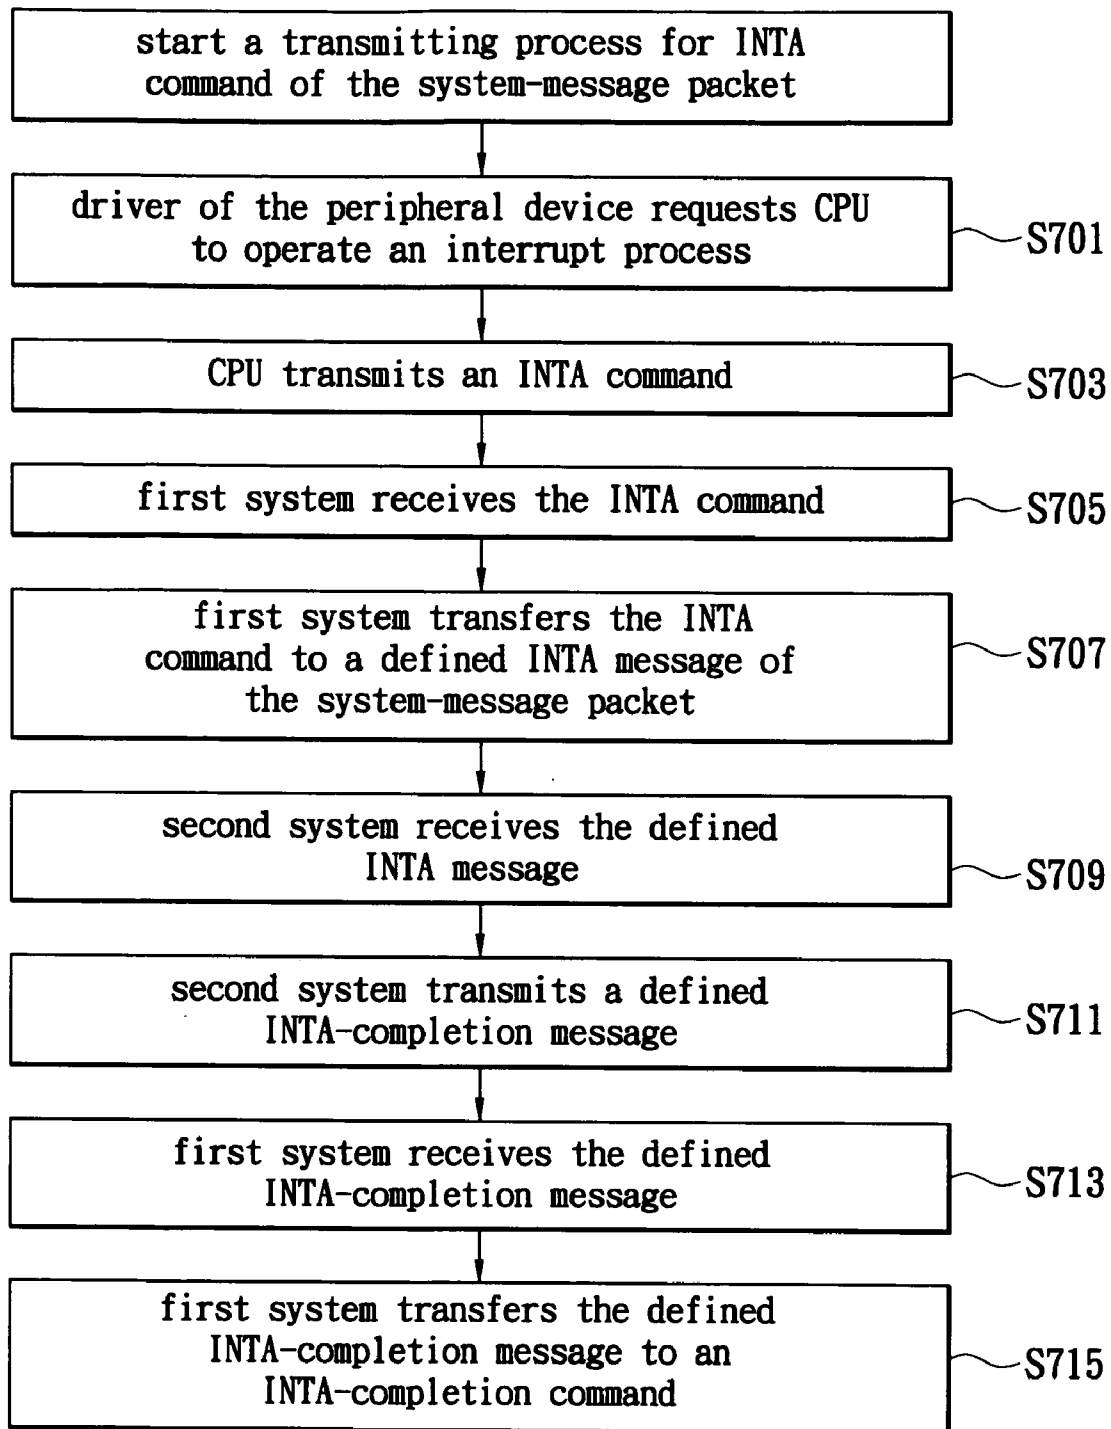 start a transmitting process for INTA
command of the system-message packet
driver of the peripheral device requests CPU
to operate an interrupt process
S701
CPU transmits an INTA command
S703
first system receives the INTA command
S705
first system transfers the INTA
command to a defined INTA message of
the system-message packet
S707
second system receives the defined
INTA message
S709
second system transmits a defined
INTA-completion message
S711
first system receives the defined
INTA-completion message
S713
first system transfers the defined
INTA-completion message to an
INTA-completion command
S715